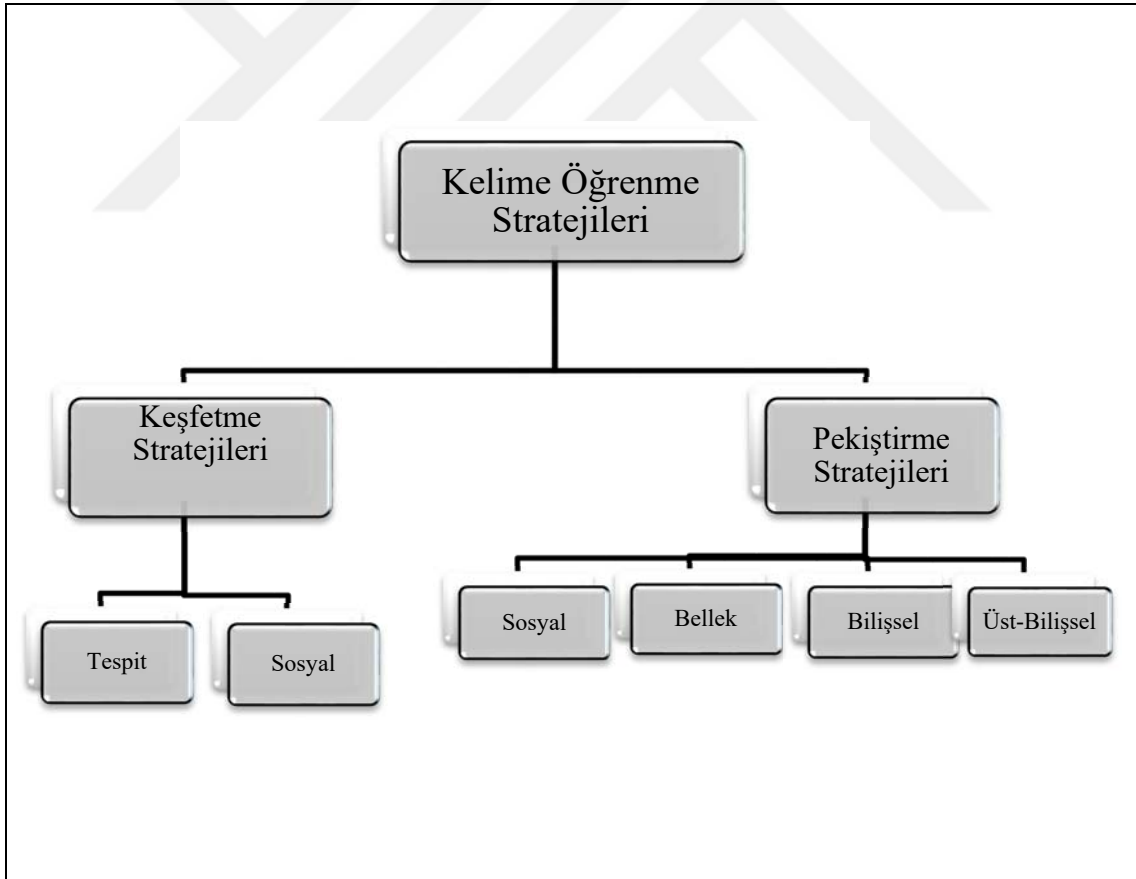 Kelime Öğrenme
Stratejileri
Keşfetme
Stratejileri
Pekiştirme
Stratejileri
Tespit
Sosyal
Sosyal
Bellek
Bilişsel
Üst-Bilişsel